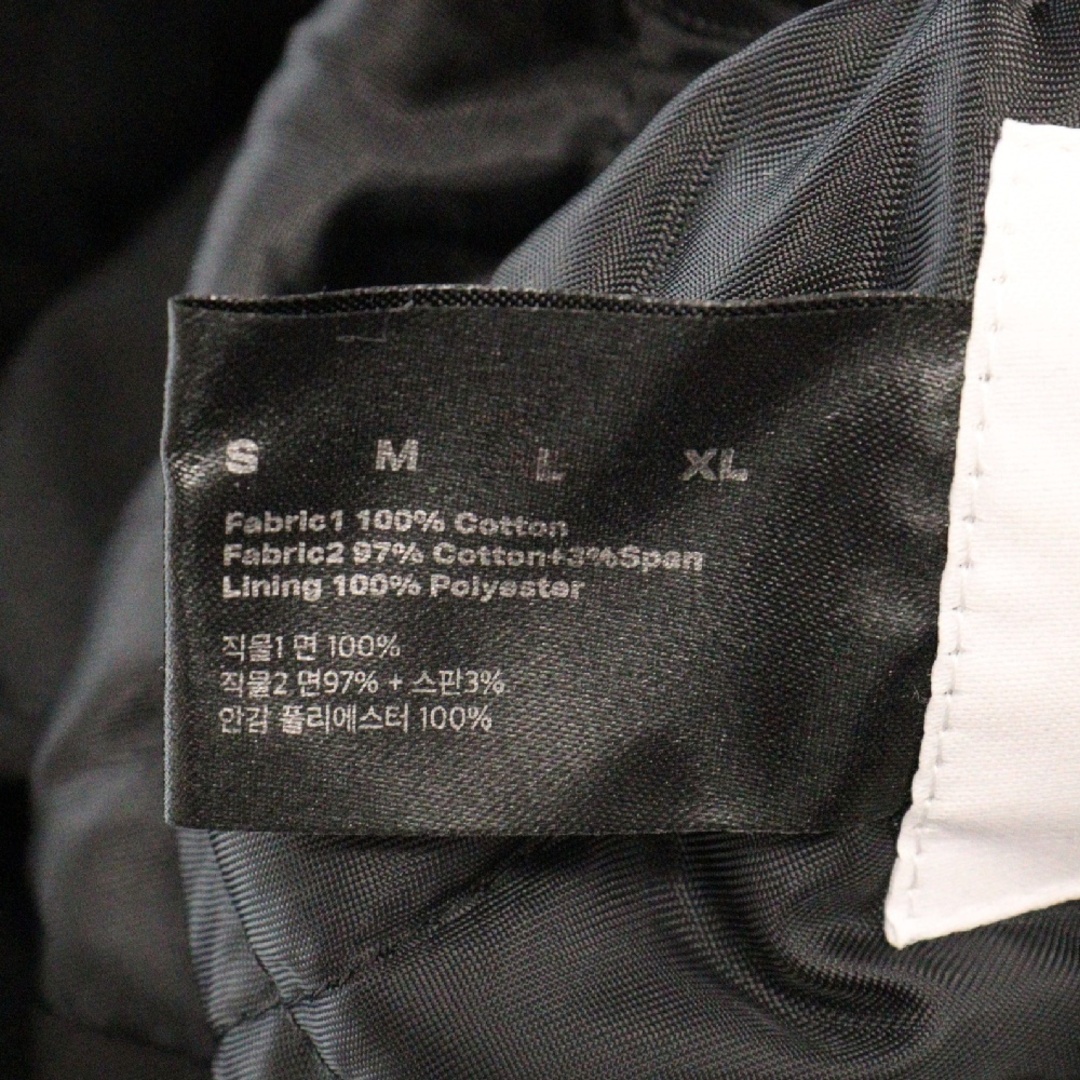 S M L XL
Fabric1 100% Cotton
Fabric2 97% Cotton+3%Span
Lining 100% Polyester
직물1 면 100%
직물2 면97% + 스판3%
안감 폴리에스터 100%